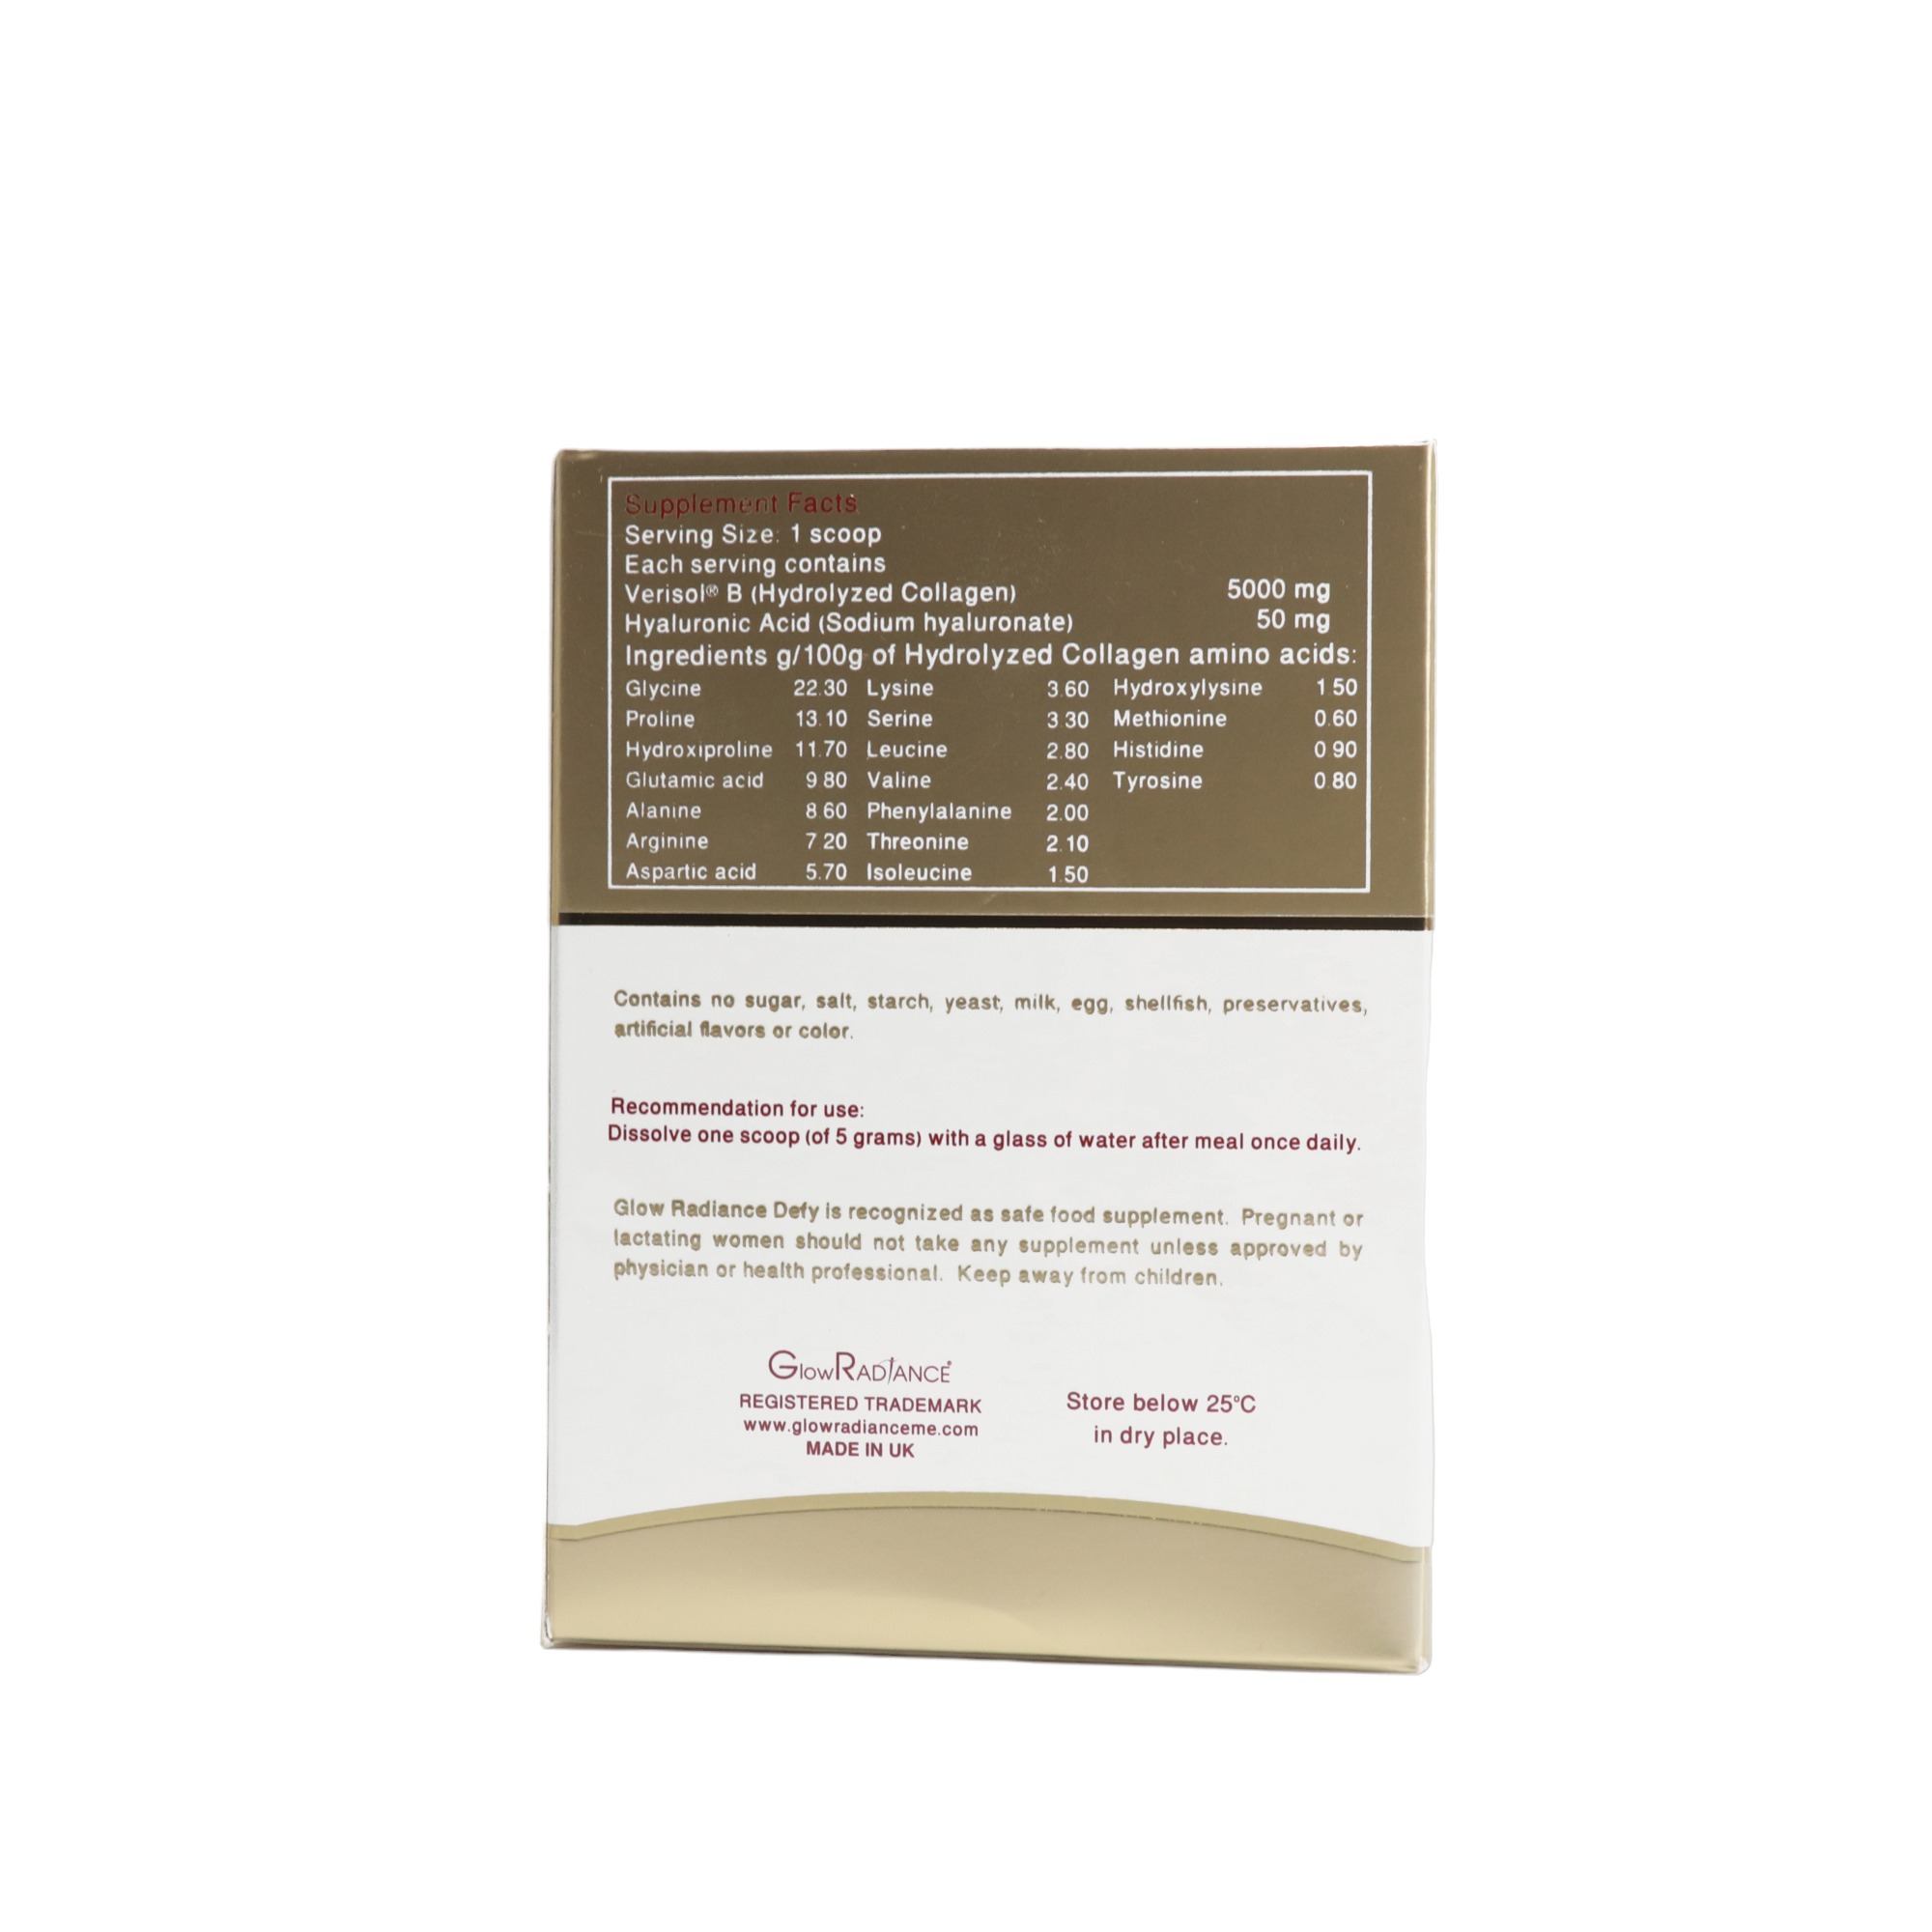 Supplement Facts
Serving Size: 1 scoop
Each serving contains
Verisol® B (Hydrolyzed Collagen) 5000 mg
Hyaluronic Acid (Sodium hyaluronate) 50 mg
Ingredients g/100g of Hydrolyzed Collagen amino acids:
Glycine 22.30 Lysine 3.60 Hydroxylysine 1.50
Proline 13.10 Serine 3.30 Methionine 0.60
Hydroxiproline 11.70 Leucine 2.80 Histidine 0.90
Glutamic acid 9.80 Valine 2.40 Tyrosine 0.80
Alanine 8.60 Phenylalanine 2.00
Arginine 7.20 Threonine 2.10
Aspartic acid 5.70 Isoleucine 1.50
Contains no sugar, salt, starch, yeast, milk, egg, shellfish, preservatives,
artificial flavors or color.
Recommendation for use:
Dissolve one scoop (of 5 grams) with a glass of water after meal once daily.
Glow Radiance Defy is recognized as safe food supplement. Pregnant or
lactating women should not take any supplement unless approved by
physician or health professional. Keep away from children.
GlowRADIANCE®
REGISTERED TRADEMARK
www.glowradianceme.com
MADE IN UK
Store below 25°C
in dry place.